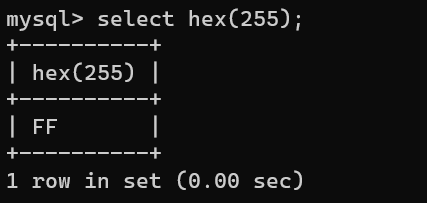 mysql> select hex(255);
+----------+
| hex(255) |
+----------+
| FF       |
+----------+
1 row in set (0.00 sec)